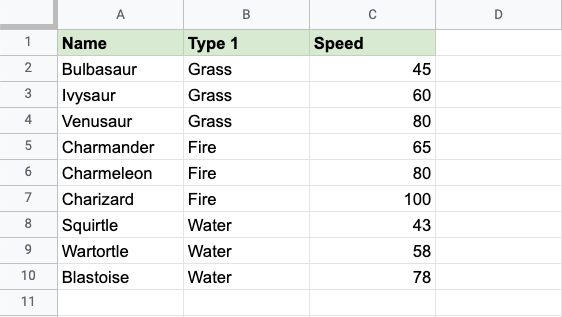 A B C D
1 Name Type 1 Speed
2 Bulbasaur Grass 45
3 Ivysaur Grass 60
4 Venusaur Grass 80
5 Charmander Fire 65
6 Charmeleon Fire 80
7 Charizard Fire 100
8 Squirtle Water 43
9 Wartortle Water 58
10 Blastoise Water 78
11